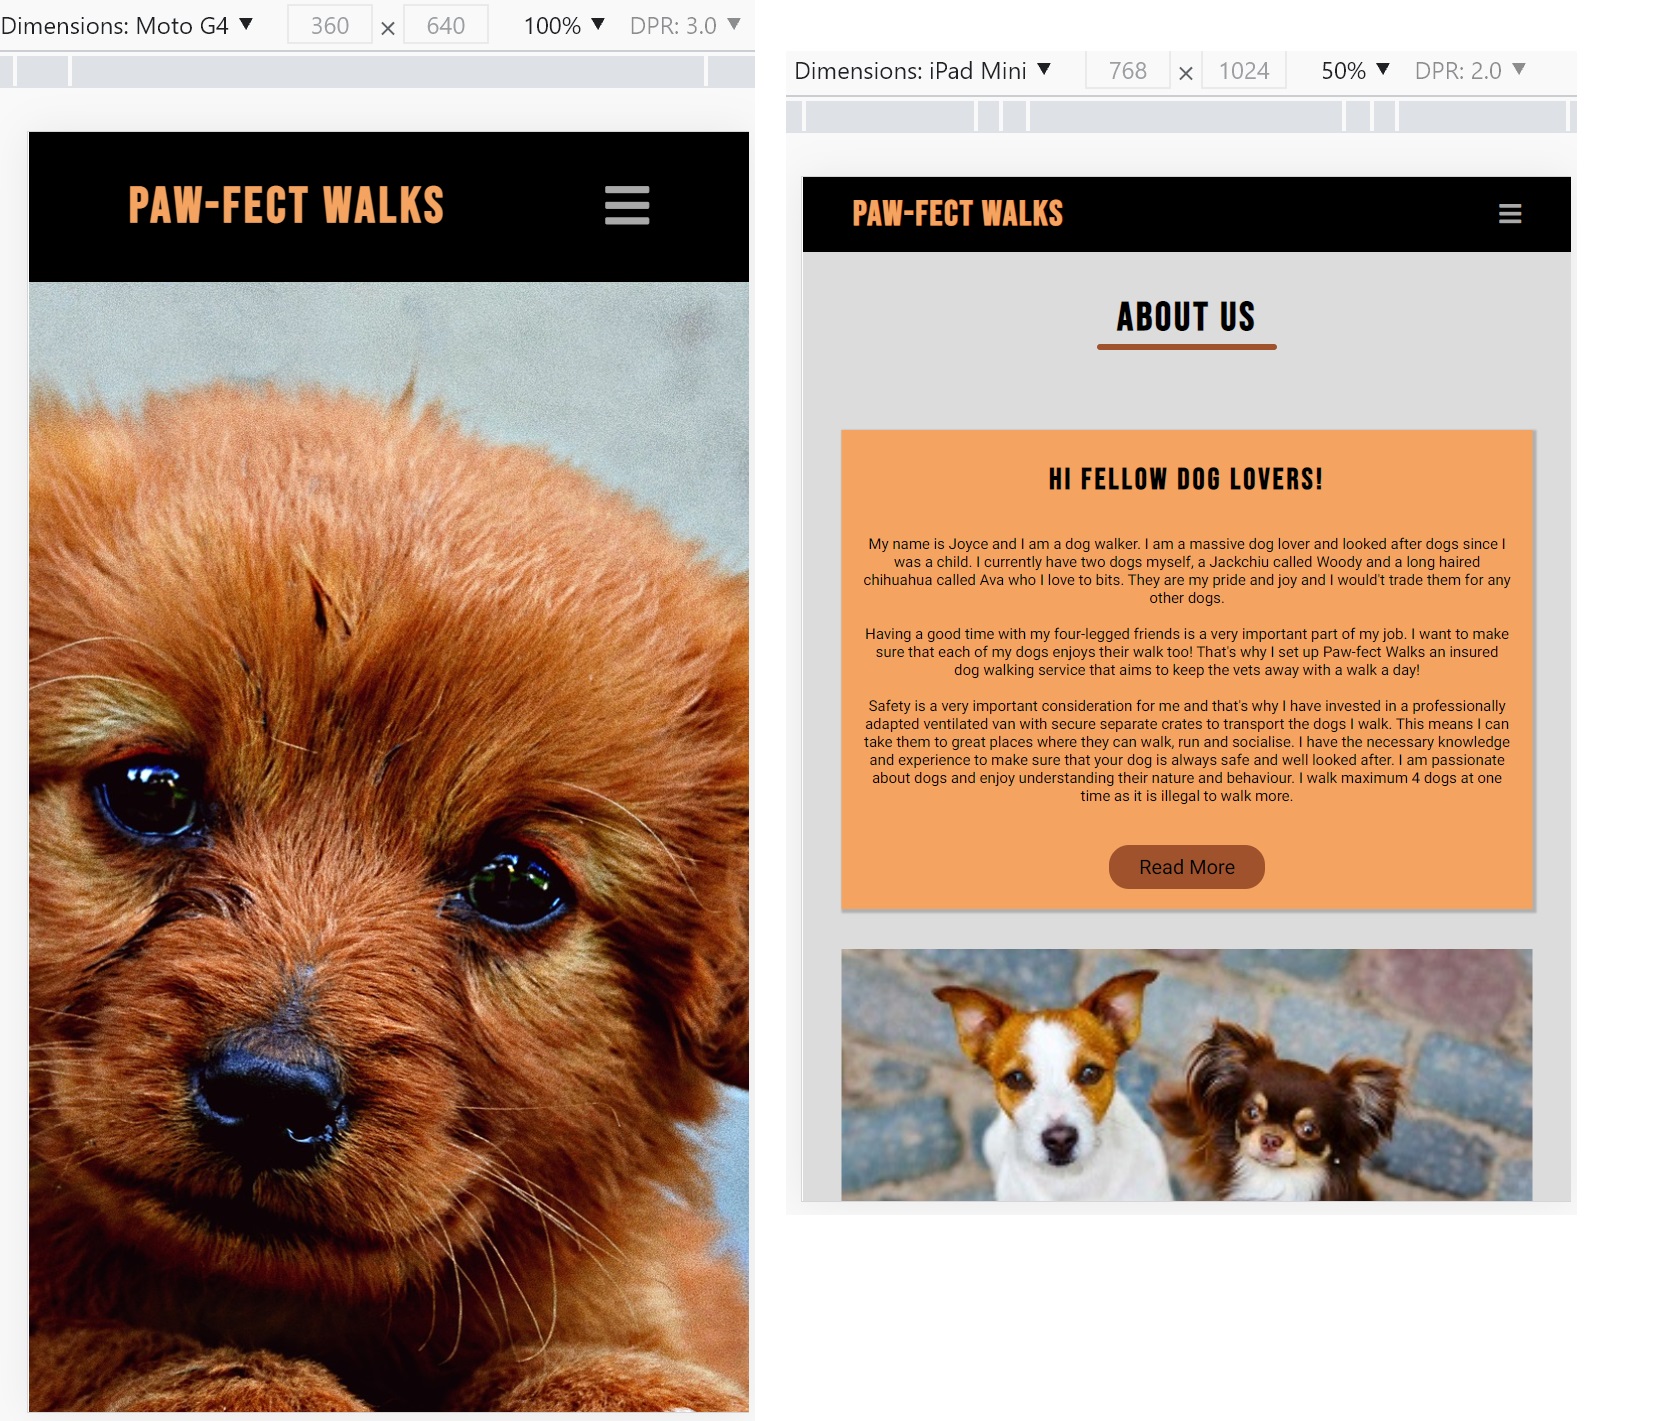 Dimensions: Moto G4 ▼ 360 × 640 100% ▼ DPR: 3.0 ▼
PAW-FECT WALKS
Dimensions: iPad Mini ▼ 768 × 1024 50% ▼ DPR: 2.0 ▼
PAW-FECT WALKS
ABOUT US
HI FELLOW DOG LOVERS!
My name is Joyce and I am a dog walker. I am a massive dog lover and looked after dogs since I
was a child. I currently have two dogs myself, a Jackchiu called Woody and a long haired
chihuahua called Ava who I love to bits. They are my pride and joy and I would't trade them for any
other dogs.
Having a good time with my four-legged friends is a very important part of my job. I want to make
sure that each of my dogs enjoys their walk too! That's why I set up Paw-fect Walks an insured
dog walking service that aims to keep the vets away with a walk a day!
Safety is a very important consideration for me and that's why I have invested in a professionally
adapted ventilated van with secure separate crates to transport the dogs I walk. This means I can
take them to great places where they can walk, run and socialise. I have the necessary knowledge
and experience to make sure that your dog is always safe and well looked after. I am passionate
about dogs and enjoy understanding their nature and behaviour. I walk maximum 4 dogs at one
time as it is illegal to walk more.
Read More